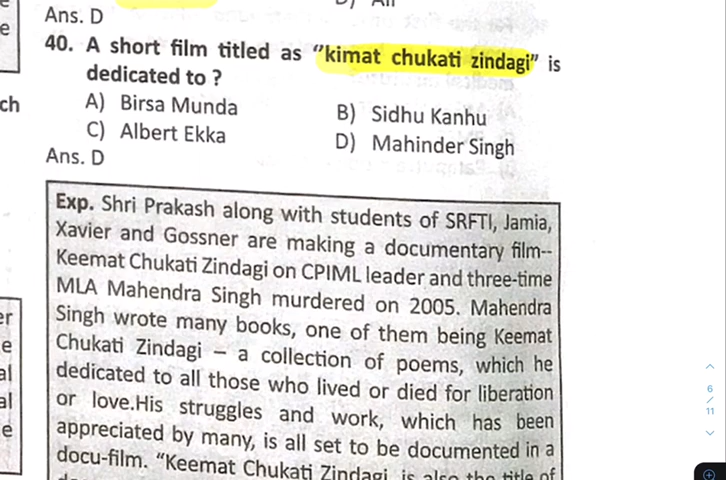 Ans. D
40. A short film titled as “kimat chukati zindagi” is
dedicated to ?
A) Birsa Munda
B) Sidhu Kanhu
C) Albert Ekka
D) Mahinder Singh
Ans. D
Exp. Shri Prakash along with students of SRFTI, Jamia,
Xavier and Gossner are making a documentary film--
Keemat Chukati Zindagi on CPIML leader and three-time
MLA Mahendra Singh murdered on 2005. Mahendra
Singh wrote many books, one of them being Keemat
Chukati Zindagi – a collection of poems, which he
dedicated to all those who lived or died for liberation
or love.His struggles and work, which has been
appreciated by many, is all set to be documented in a
docu-film. “Keemat Chukati Zindagi is also the title of
ch
6
/
11